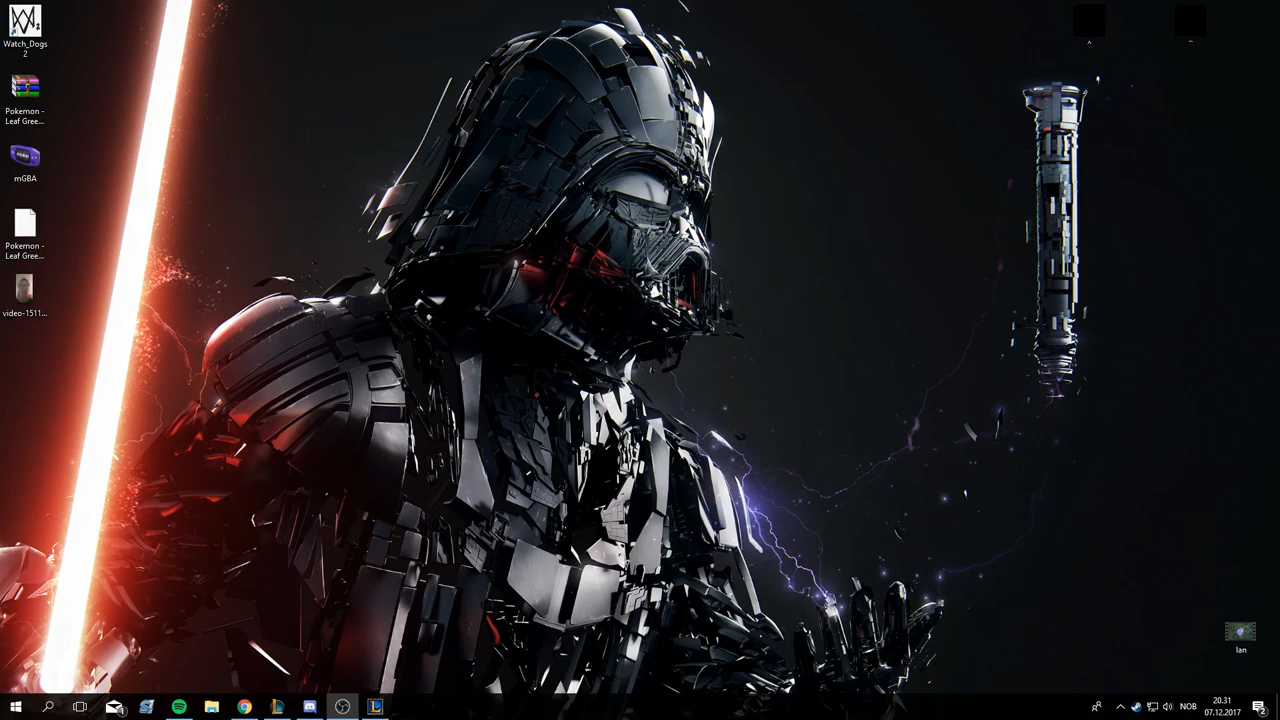 Watch_Dogs
2
Pokemon -
Leaf Gree...
mGBA
Pokemon -
Leaf Gree...
video-1511...
^
..
lan
NOB
20.31
07.12.2017